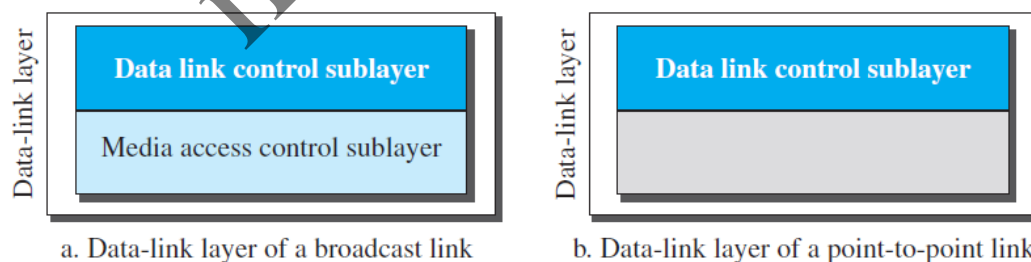 Data-link layer
Data link control sublayer
Media access control sublayer
a. Data-link layer of a broadcast link
Data-link layer
Data link control sublayer
b. Data-link layer of a point-to-point link